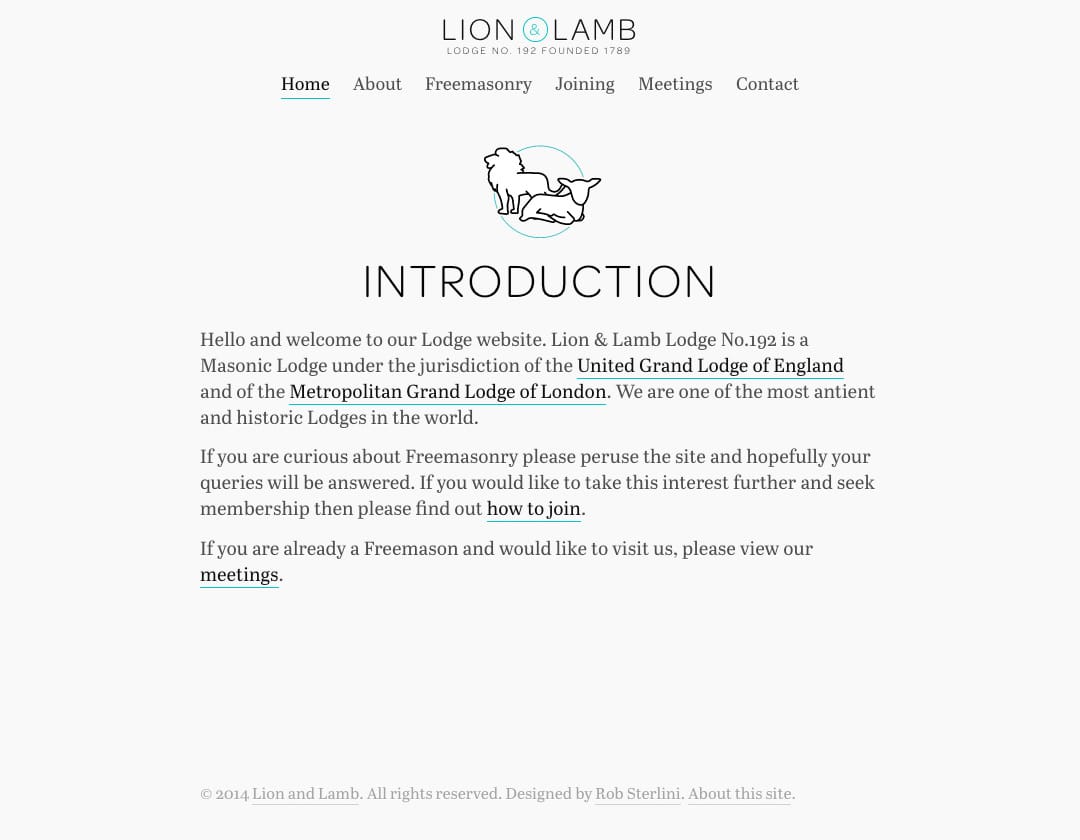 LION & LAMB
LODGE NO. 192 FOUNDED 1789
Home About Freemasonry Joining Meetings Contact
INTRODUCTION
Hello and welcome to our Lodge website. Lion & Lamb Lodge No.192 is a
Masonic Lodge under the jurisdiction of the United Grand Lodge of England
and of the Metropolitan Grand Lodge of London. We are one of the most antient
and historic Lodges in the world.
If you are curious about Freemasonry please peruse the site and hopefully your
queries will be answered. If you would like to take this interest further and seek
membership then please find out how to join.
If you are already a Freemason and would like to visit us, please view our
meetings.
© 2014 Lion and Lamb. All rights reserved. Designed by Rob Sterlini. About this site.